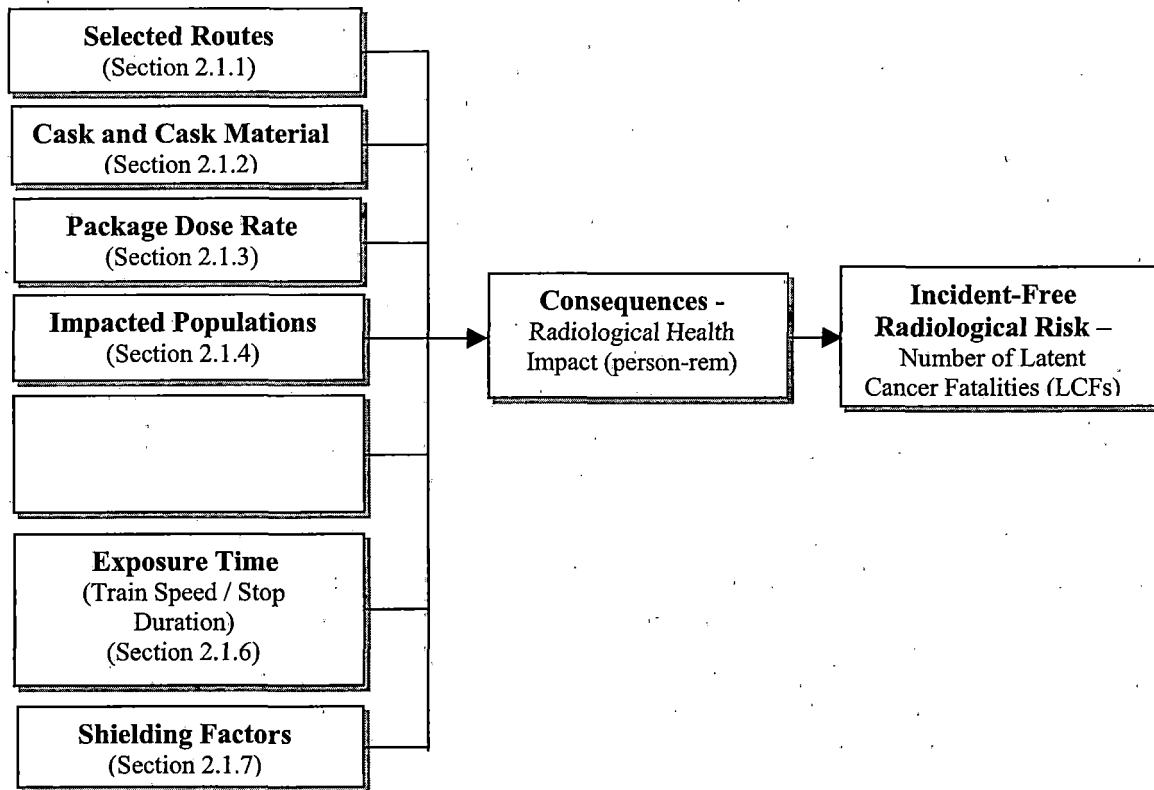 Selected Routes
(Section 2.1.1)
Cask and Cask Material
(Section 2.1.2)
Package Dose Rate
(Section 2.1.3)
Impacted Populations
(Section 2.1.4)
Exposure Time
(Train Speed / Stop
Duration)
(Section 2.1.6)
Shielding Factors
(Section 2.1.7)
Consequences -
Radiological Health
Impact (person-rem)
Incident-Free
Radiological Risk –
Number of Latent
Cancer Fatalities (LCFs)